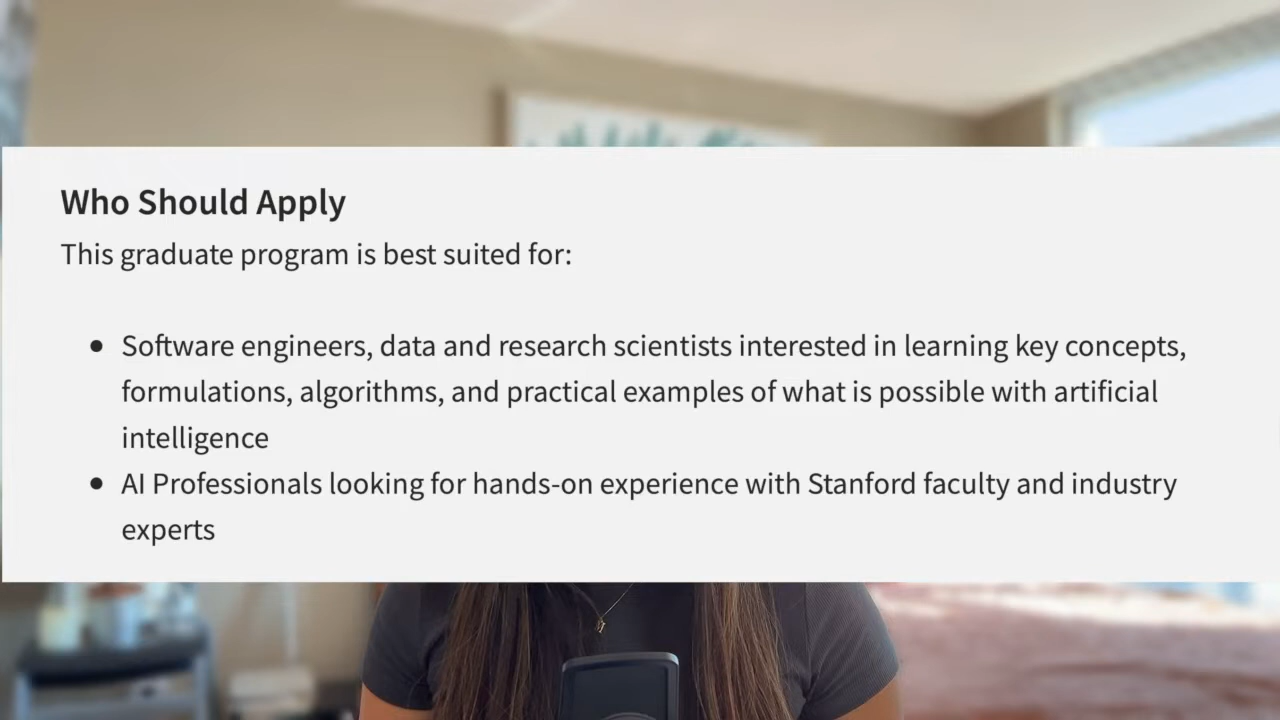 Who Should Apply
This graduate program is best suited for:
• Software engineers, data and research scientists interested in learning key concepts,
formulations, algorithms, and practical examples of what is possible with artificial
intelligence
• AI Professionals looking for hands-on experience with Stanford faculty and industry
experts